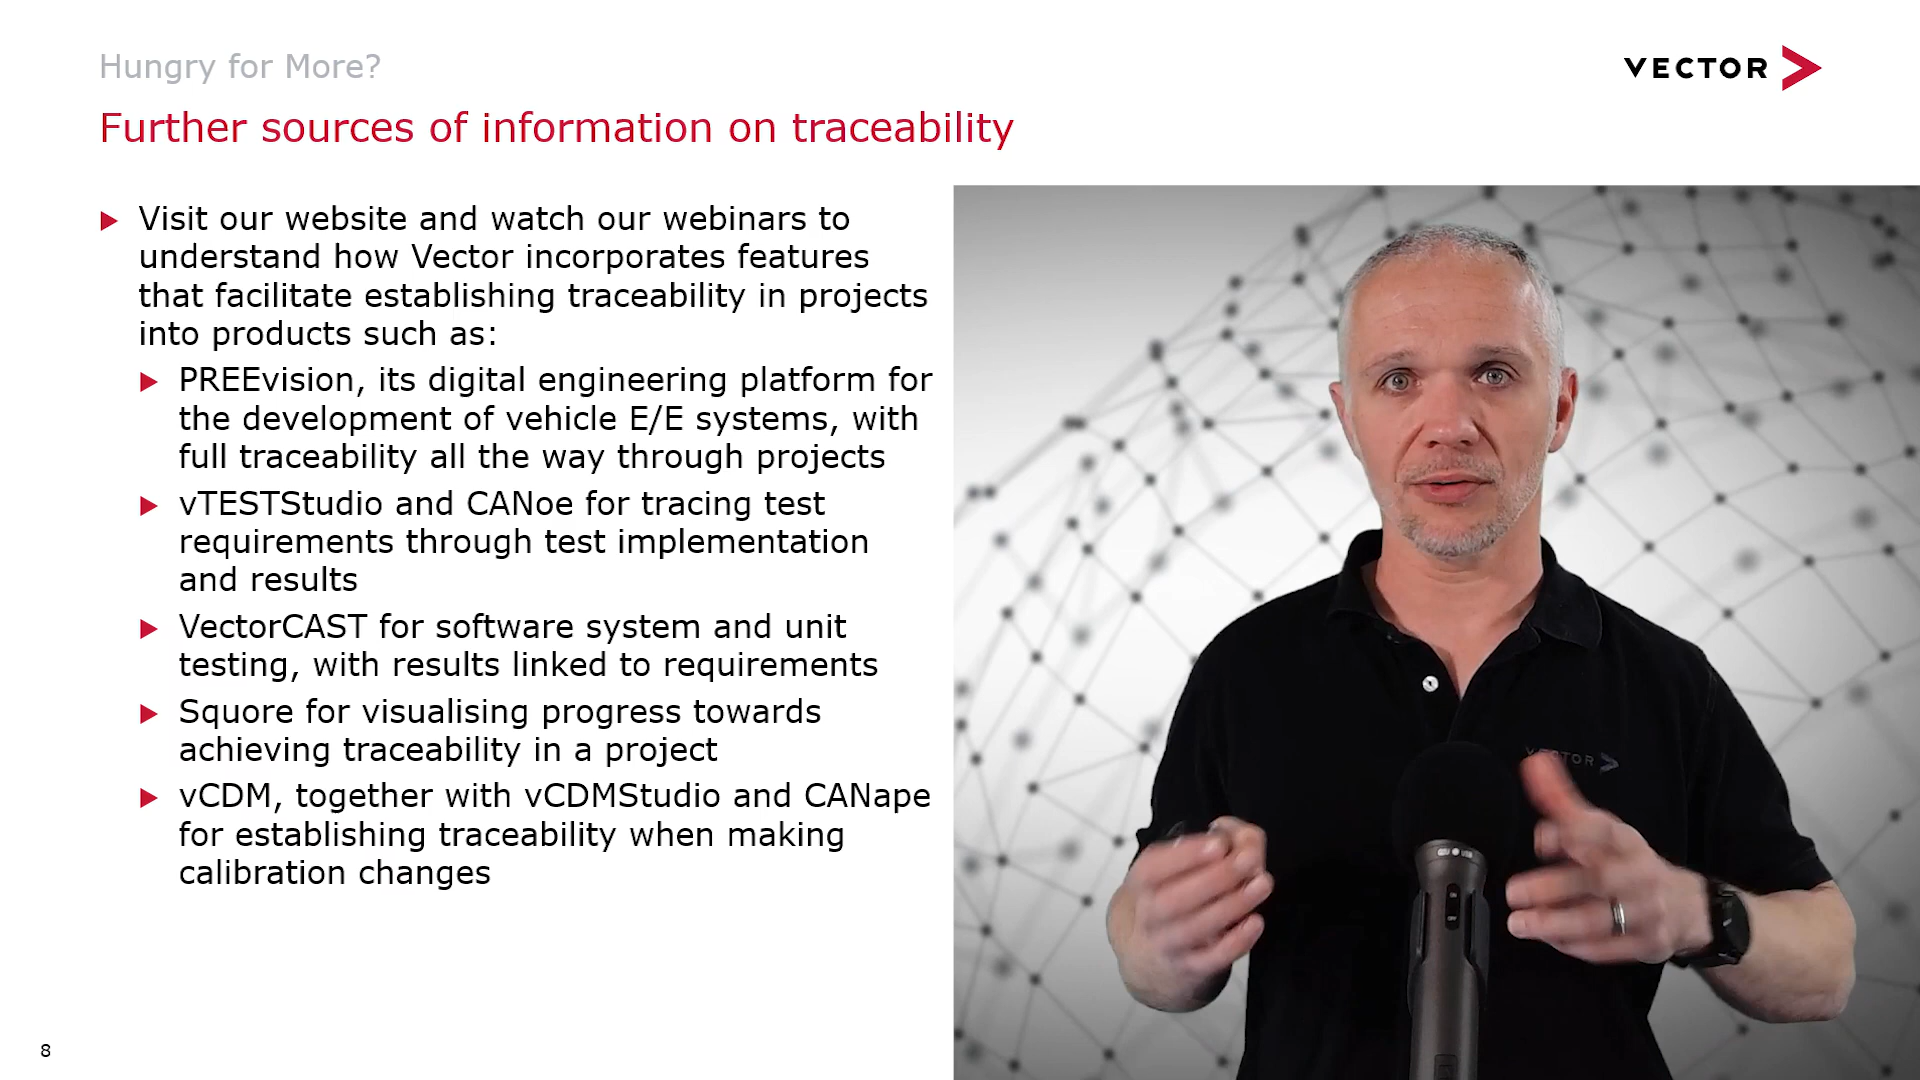 Hungry for More?
VECTOR
Further sources of information on traceability
Visit our website and watch our webinars to
understand how Vector incorporates features
that facilitate establishing traceability in projects
into products such as:
PREEvision, its digital engineering platform for
the development of vehicle E/E systems, with
full traceability all the way through projects
vTESTStudio and CANoe for tracing test
requirements through test implementation
and results
VectorCAST for software system and unit
testing, with results linked to requirements
Squore for visualising progress towards
achieving traceability in a project
vCDM, together with vCDMStudio and CANape
for establishing traceability when making
calibration changes
VECTOR
8